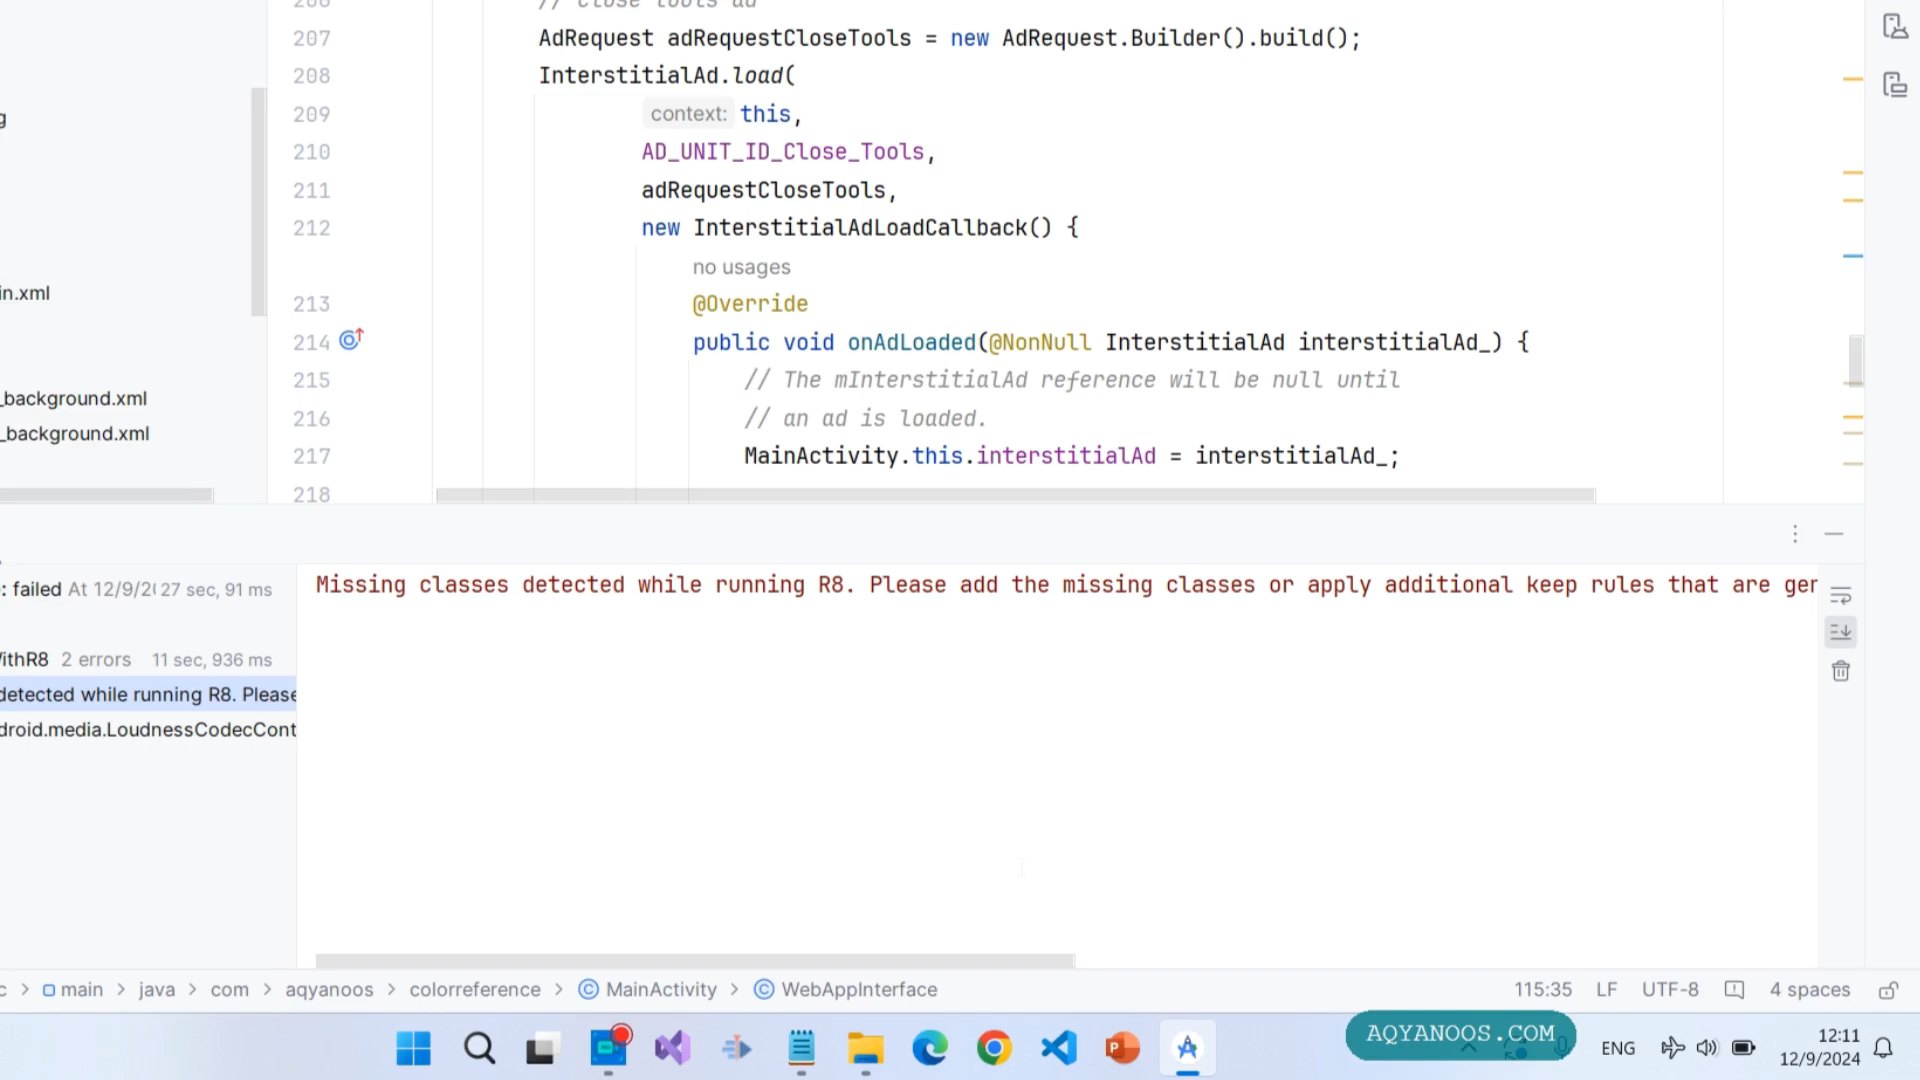 206 // Close tools ad
207 AdRequest adRequestCloseTools = new AdRequest.Builder().build();
208 InterstitialAd.load(
209 context: this,
210 AD_UNIT_ID_Close_Tools,
211 adRequestCloseTools,
212 new InterstitialAdLoadCallback() {
no usages
213 @Override
214 public void onAdLoaded(@NonNull InterstitialAd interstitialAd_) {
215 // The mInterstitialAd reference will be null until
216 // an ad is loaded.
217 MainActivity.this.interstitialAd = interstitialAd_;
218
g
in.xml
_background.xml
_background.xml
: failed At 12/9/2( 27 sec, 91 ms
ithR8 2 errors 11 sec, 936 ms
detected while running R8. Please
droid.media.LoudnessCodecCont
Missing classes detected while running R8. Please add the missing classes or apply additional keep rules that are ger
c > main > java > com > aqyanoos > colorreference > MainActivity > WebAppInterface
115:35 LF UTF-8 4 spaces
AQYANOOS.COM
ENG
12:11
12/9/2024